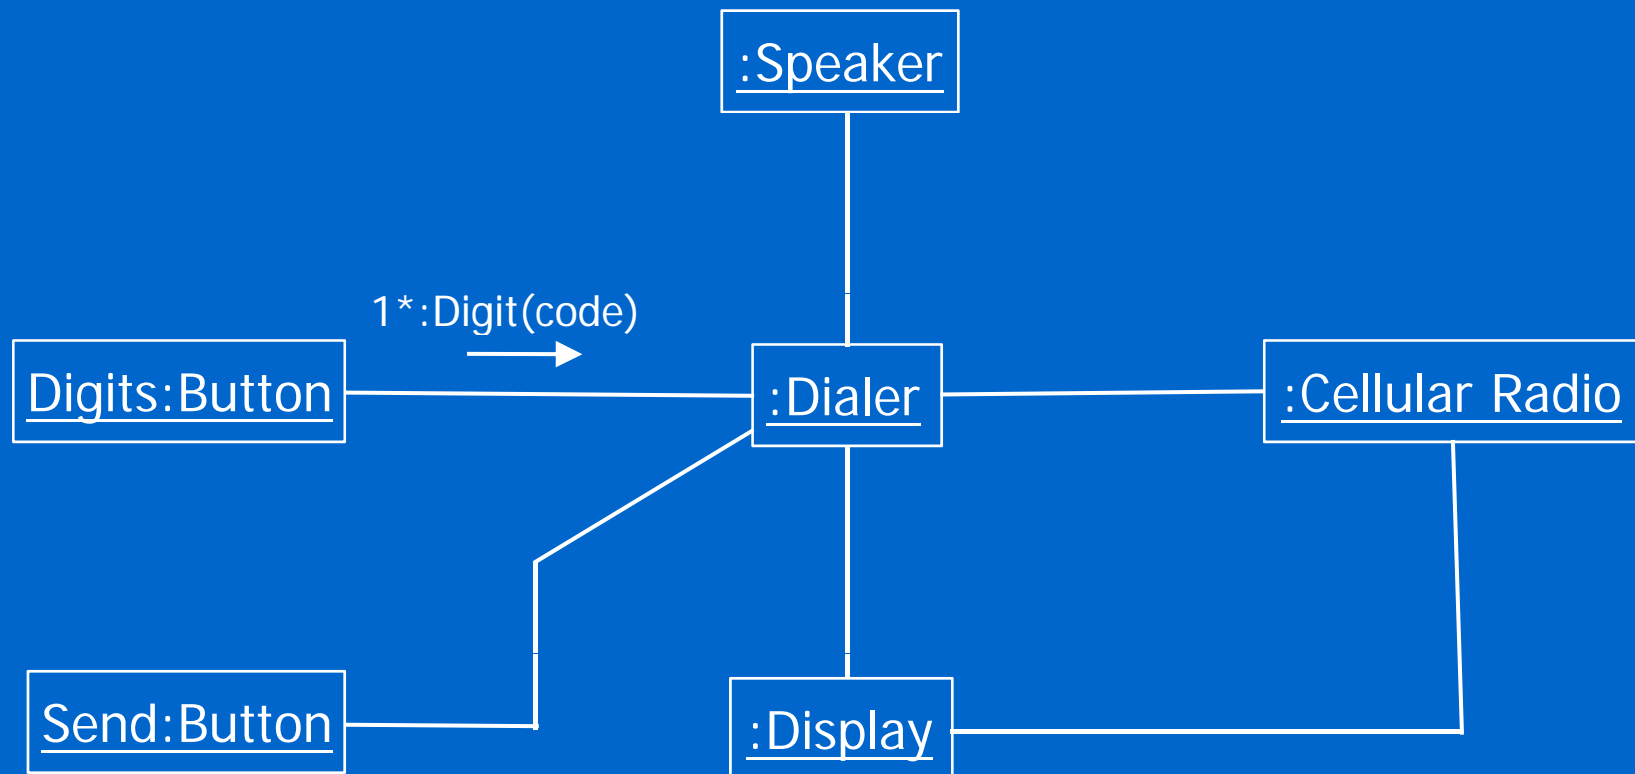 :Speaker
1*:Digit(code)
Digits:Button
:Dialer
:Cellular Radio
Send:Button
:Display